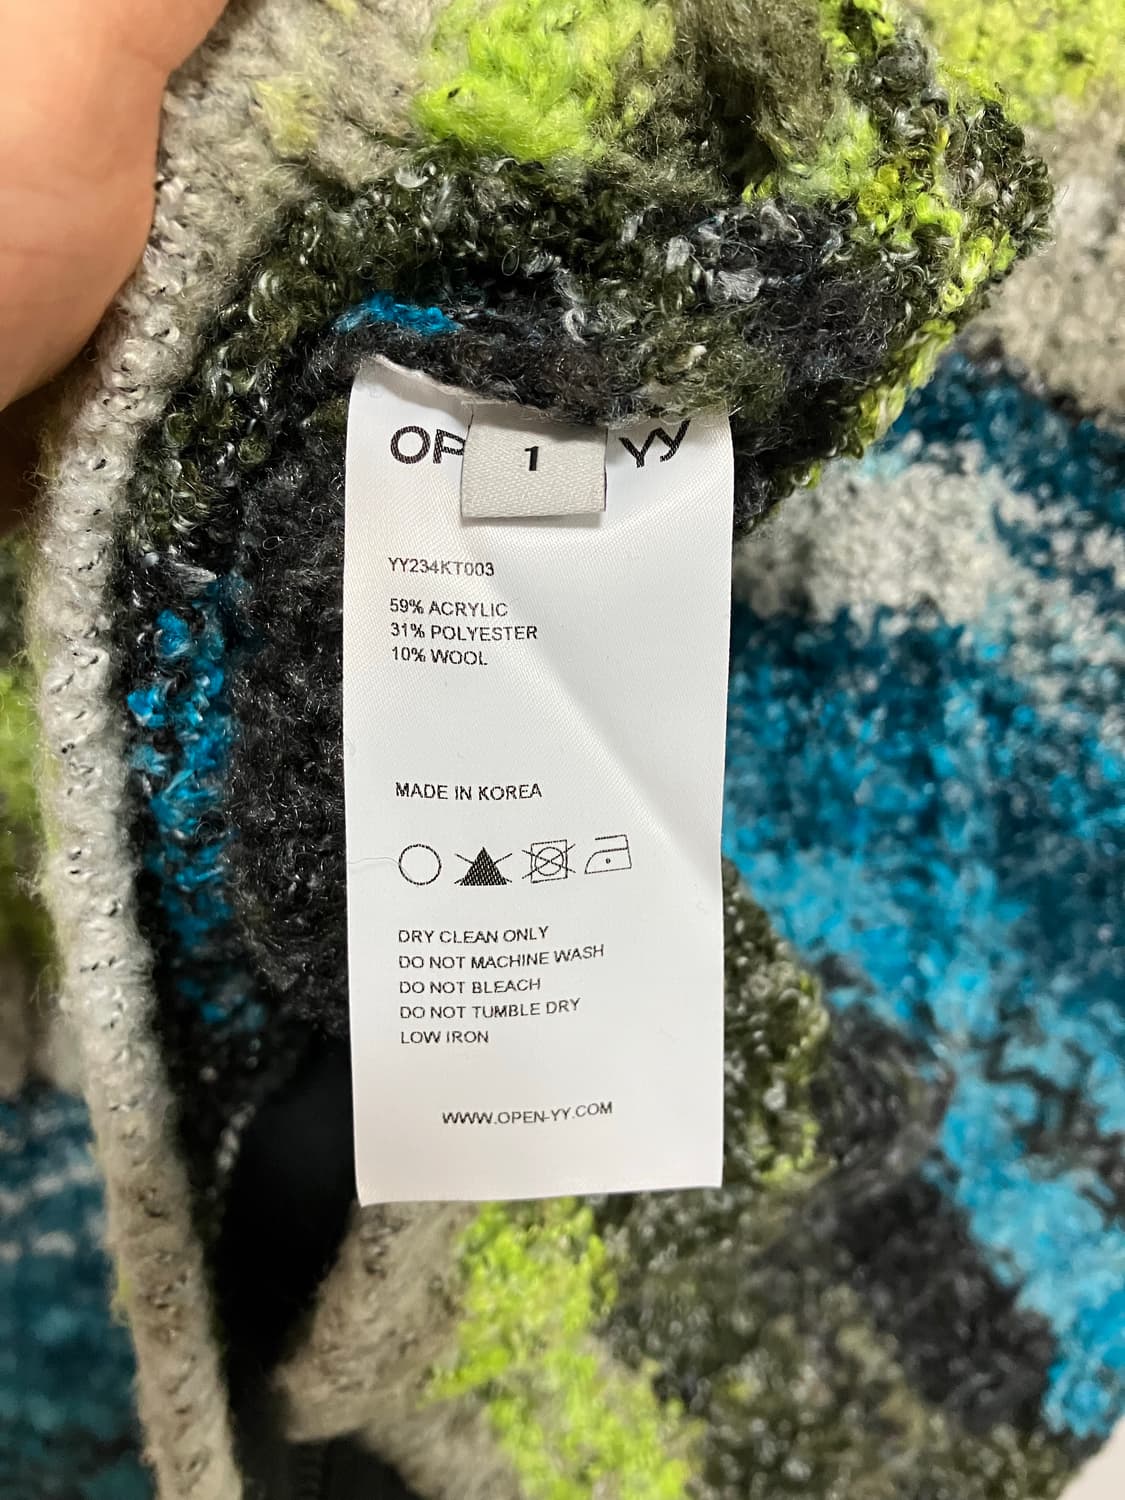 OP
1
YY
YY234KT003
59% ACRYLIC
31% POLYESTER
10% WOOL
MADE IN KOREA
DRY CLEAN ONLY
DO NOT MACHINE WASH
DO NOT BLEACH
DO NOT TUMBLE DRY
LOW IRON
WWW.OPEN-YY.COM